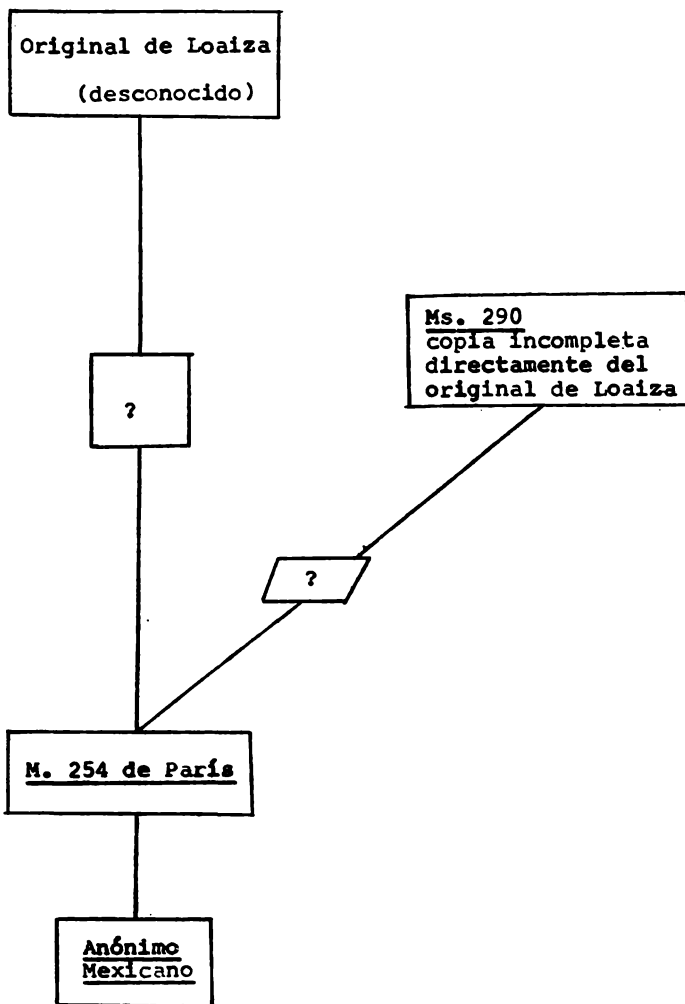 Original de Loaiza
(desconocido)
?
Ms. 290
copia incompleta
directamente del
original de Loaiza
?
M. 254 de París
Anónimo
Mexicano